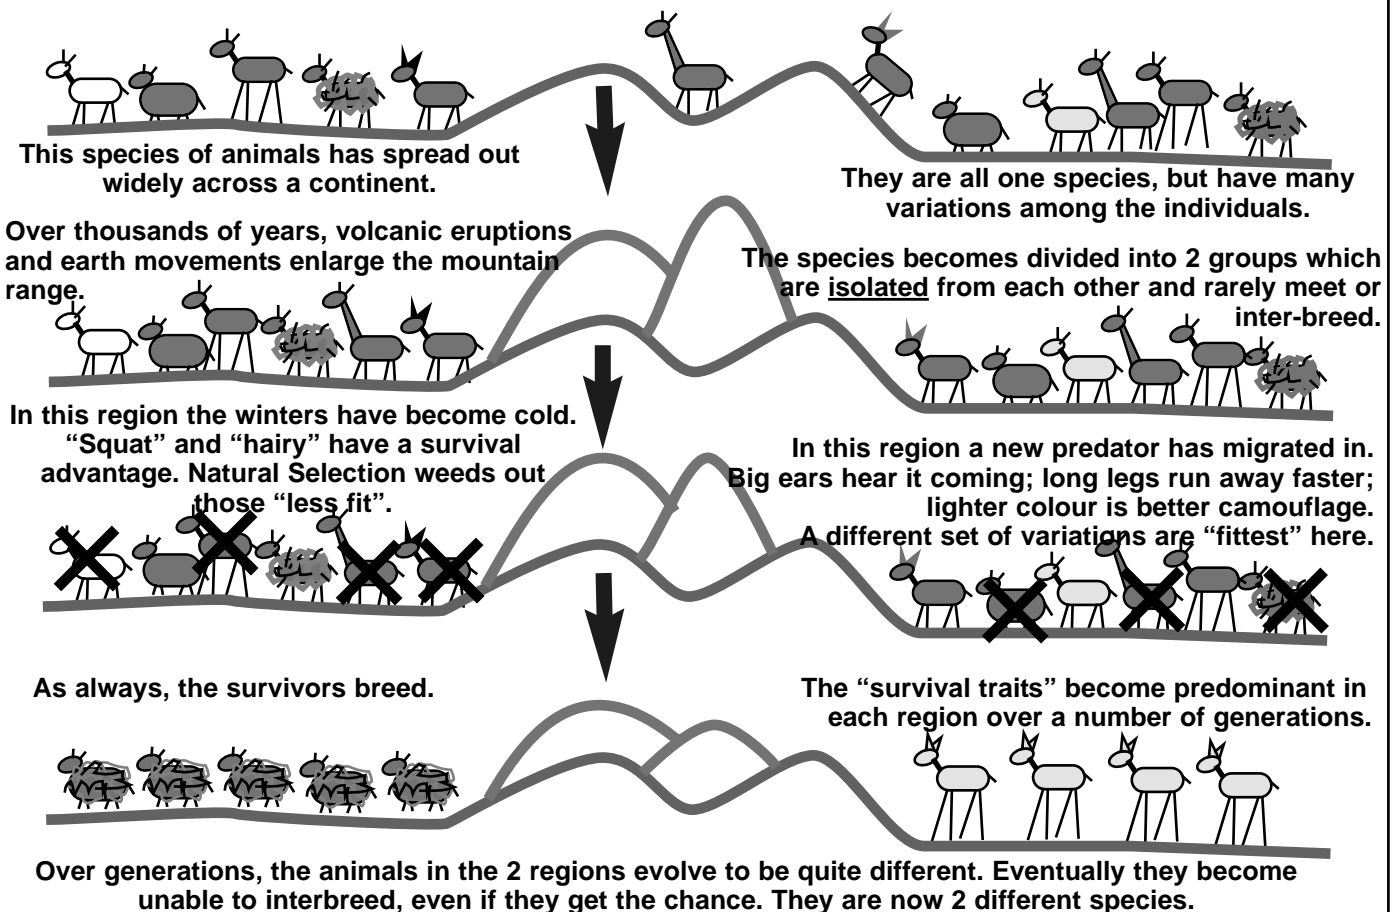 This species of animals has spread out
widely across a continent.
They are all one species, but have many
variations among the individuals.
Over thousands of years, volcanic eruptions
and earth movements enlarge the mountain
range.
The species becomes divided into 2 groups which
are isolated from each other and rarely meet or
inter-breed.
In this region the winters have become cold.
“Squat” and “hairy” have a survival
advantage. Natural Selection weeds out
those “less fit”.
In this region a new predator has migrated in.
Big ears hear it coming; long legs run away faster;
lighter colour is better camouflage.
A different set of variations are “fittest” here.
As always, the survivors breed.
The “survival traits” become predominant in
each region over a number of generations.
Over generations, the animals in the 2 regions evolve to be quite different. Eventually they become
unable to interbreed, even if they get the chance. They are now 2 different species.